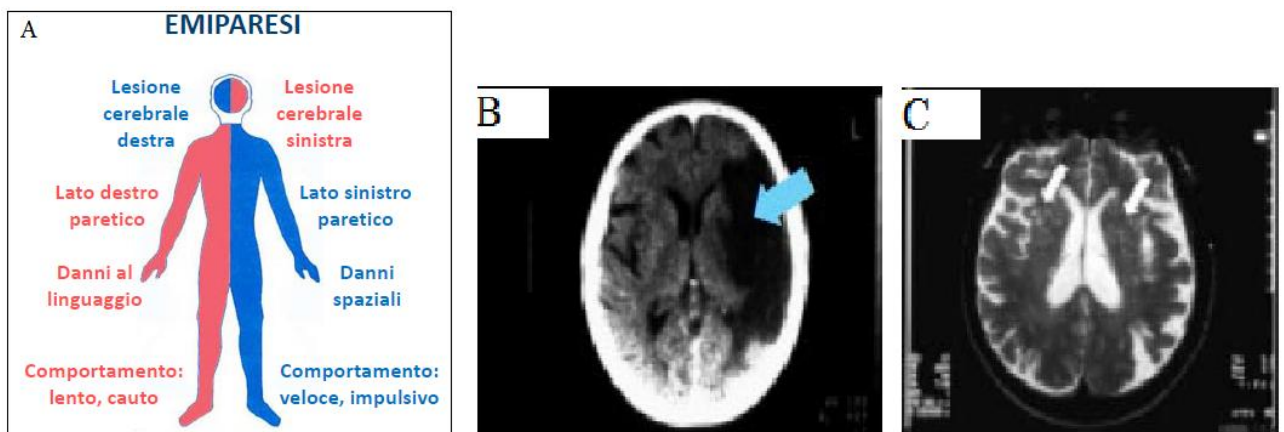 A
EMIPARESI
Lesione
cerebrale
destra
Lesione
cerebrale
sinistra
Lato destro
paretico
Lato sinistro
paretico
Danni al
linguaggio
Danni
spaziali
Comportamento:
lento, cauto
Comportamento:
veloce, impulsivo
B
L
C